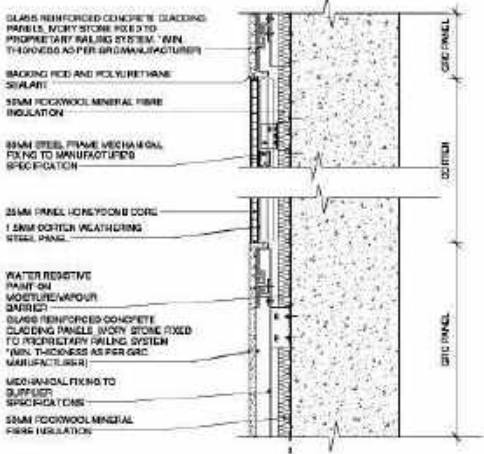 GLASS REINFORCED CONCRETE CLADDING
PANELS, IVORY STONE FIXED TO
PROPRIETARY RAILING SYSTEM. *(MIN.
THICKNESS AS PER GRC MANUFACTURER)
BACKING ROD AND POLYURETHANE
SEALANT
50MM ROCKWOOL MINERAL FIBRE
INSULATION
STEEL FRAME MECHANICAL
FIXING TO MANUFACTURE'S
SPECIFICATION
25MM PANEL HONEYCOMB CORE
1.5MM CORTEN WEATHERING
STEEL PANEL
WATER RESISTIVE
PAINT-ON
MOISTURE/VAPOUR
BARRIER
GLASS REINFORCED CONCRETE
CLADDING PANELS, IVORY STONE FIXED
TO PROPRIETARY RAILING SYSTEM
*(MIN. THICKNESS AS PER GRC
MANUFACTURER)
MECHANICAL FIXING TO
SUPPLIER
SPECIFICATIONS
50MM ROCKWOOL MINERAL
FIBRE INSULATION
GRC PANEL
CORTEN
GRC PANEL